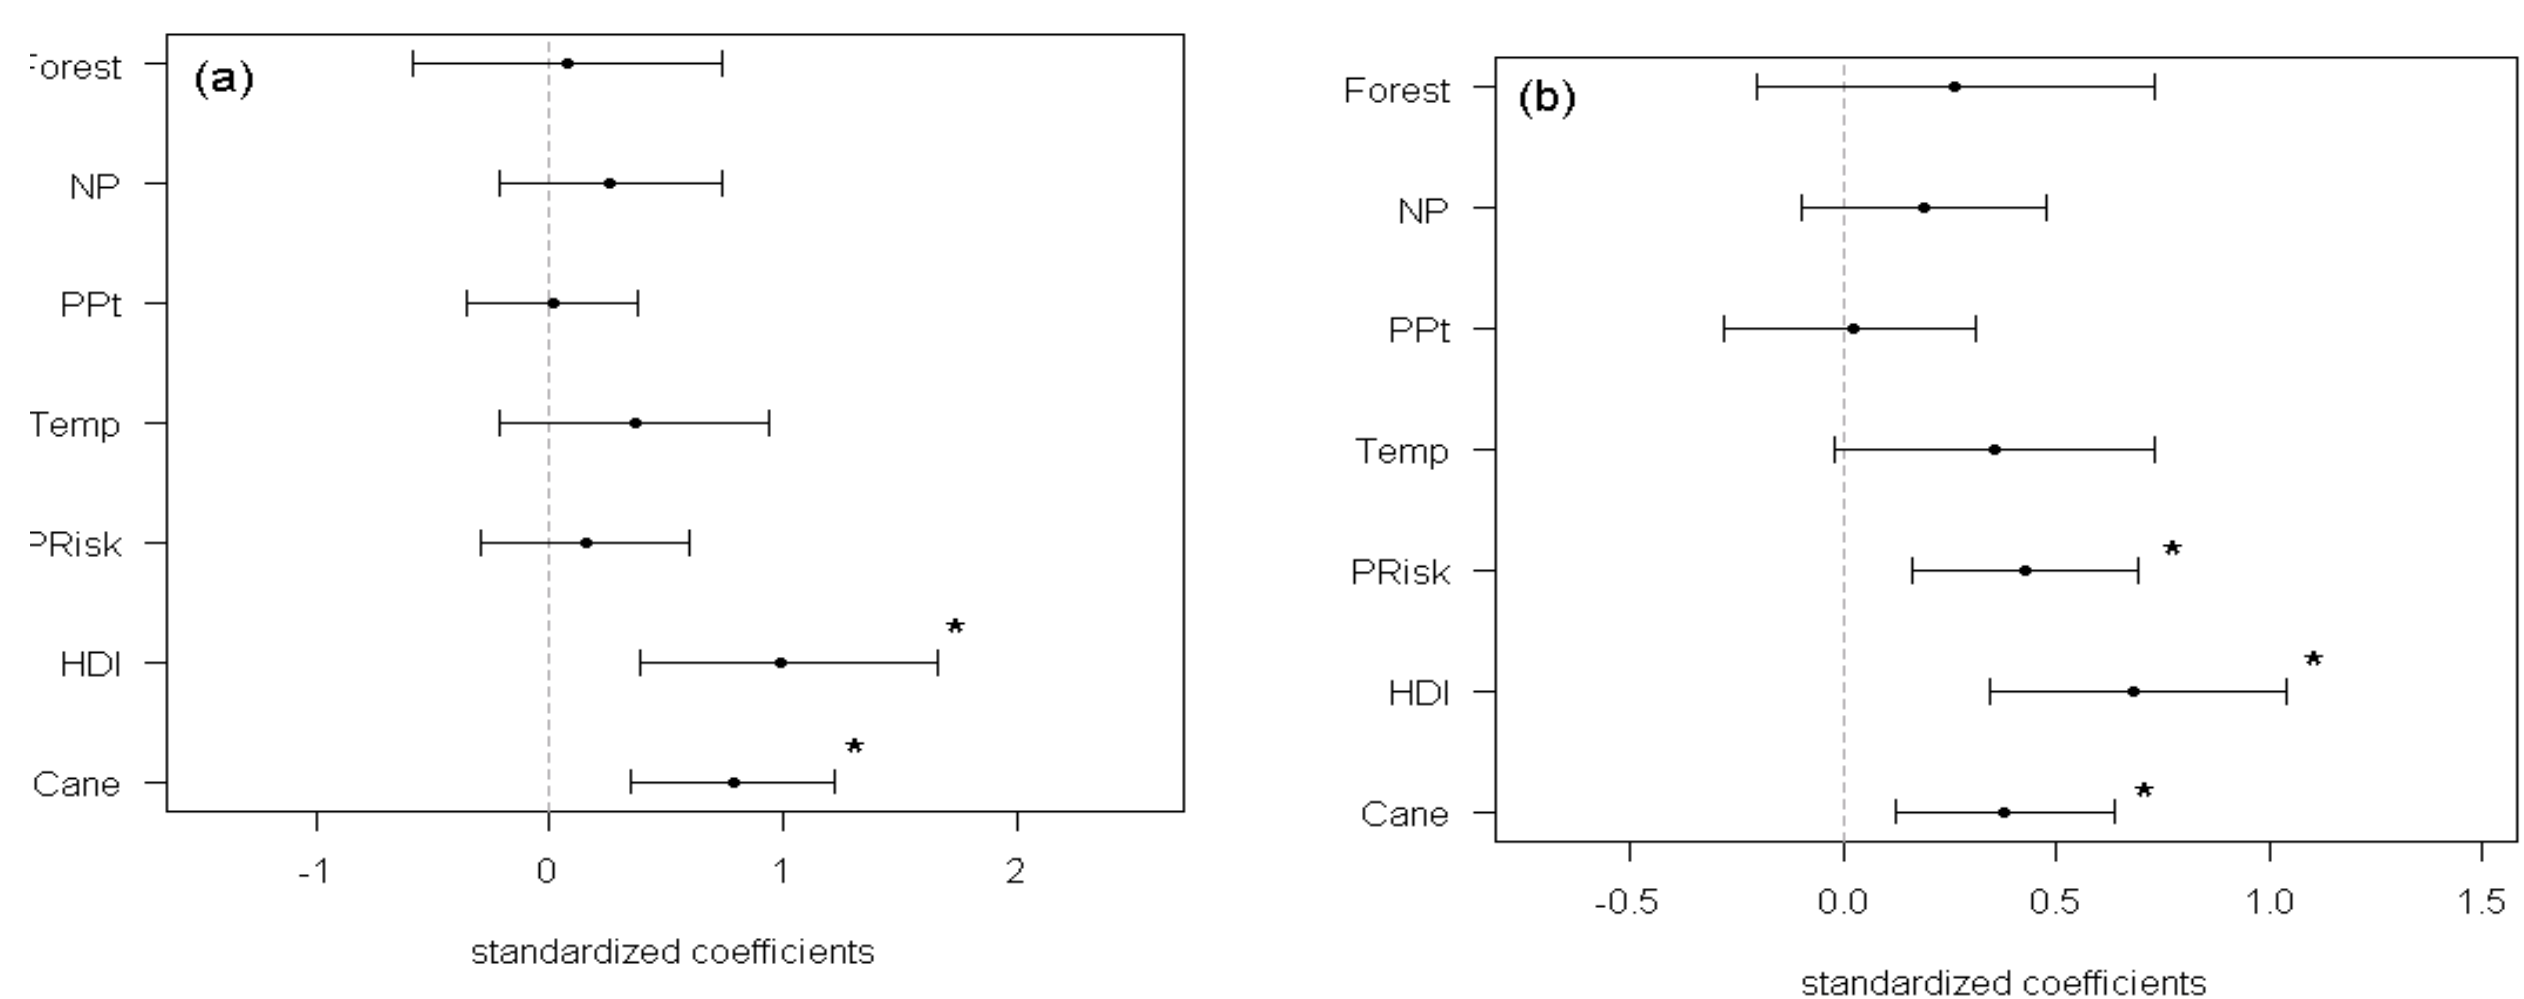 (a)
Forest
NP
PPt
Temp
PRisk
*
HDI
*
Cane
-1 0 1 2
standardized coefficients
(b)
Forest
NP
PPt
Temp
*
PRisk
*
HDI
*
Cane
-0.5 0.0 0.5 1.0 1.5
standardized coefficients